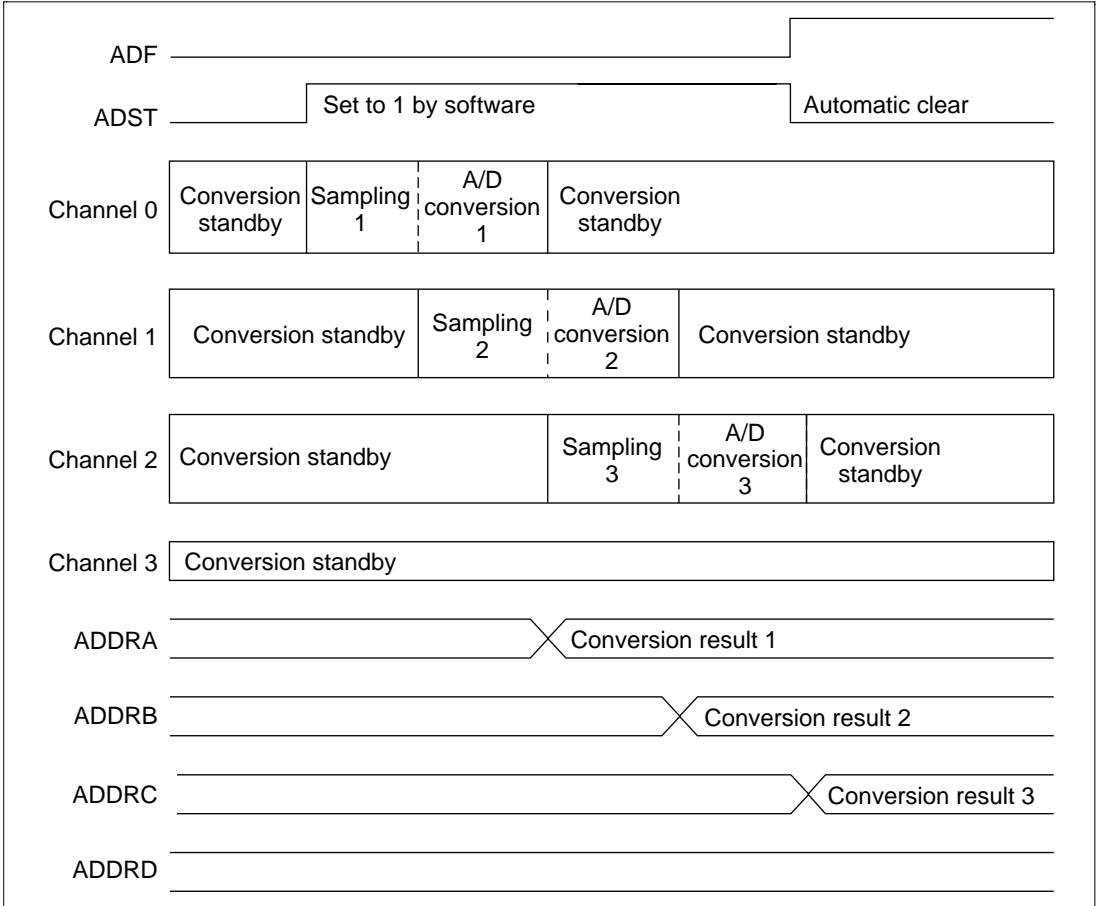 ADF
ADST
Set to 1 by software
Automatic clear
Channel 0
Conversion
standby
Sampling
1
A/D
conversion
1
Conversion
standby
Channel 1
Conversion standby
Sampling
2
A/D
conversion
2
Conversion standby
Channel 2
Conversion standby
Sampling
3
A/D
conversion
3
Conversion
standby
Channel 3
Conversion standby
ADDRA
Conversion result 1
ADDRB
Conversion result 2
ADDRC
Conversion result 3
ADDRD